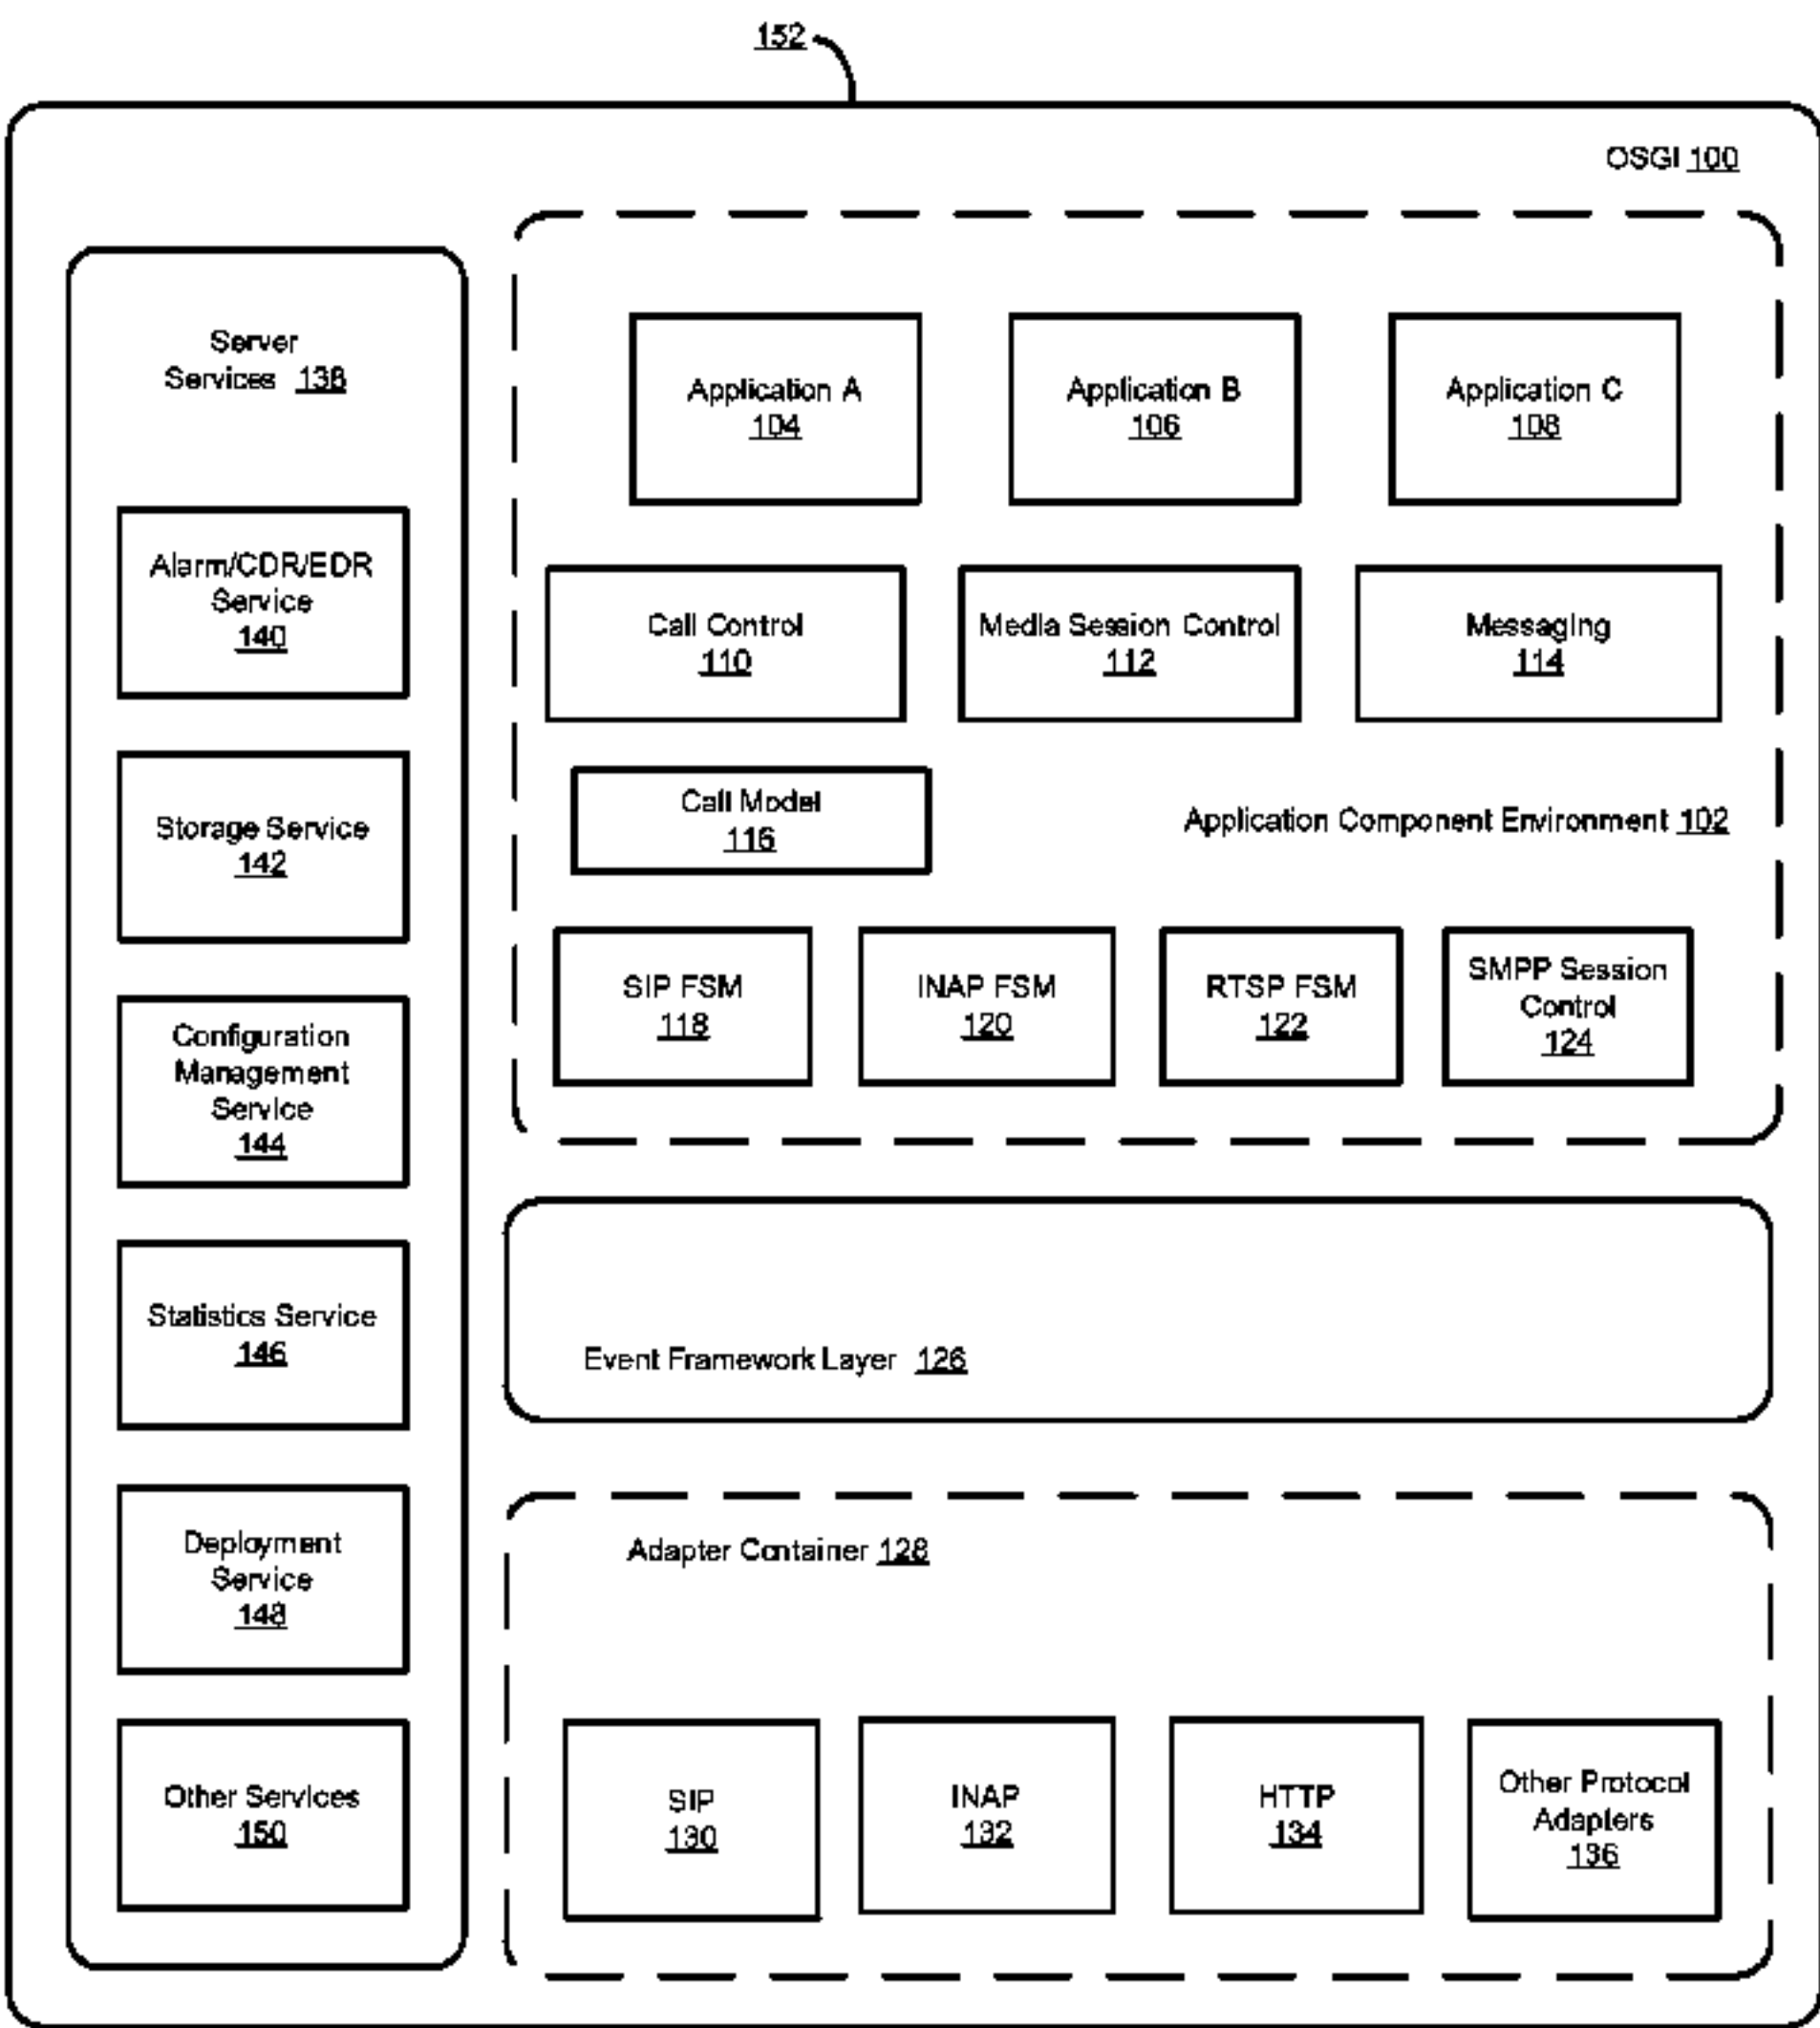 152
OSGI 100
Server
Services 138
Alarm/CDR/EDR
Service
140
Storage Service
142
Configuration
Management
Service
144
Statistics Service
146
Deployment
Service
148
Other Services
150
Application A
104
Application B
106
Application C
108
Call Control
110
Media Session Control
112
Messaging
114
Call Model
116
Application Component Environment 102
SIP FSM
118
INAP FSM
120
RTSP FSM
122
SMPP Session
Control
124
Event Framework Layer 126
Adapter Container 128
SIP
130
INAP
132
HTTP
134
Other Protocol
Adapters
136